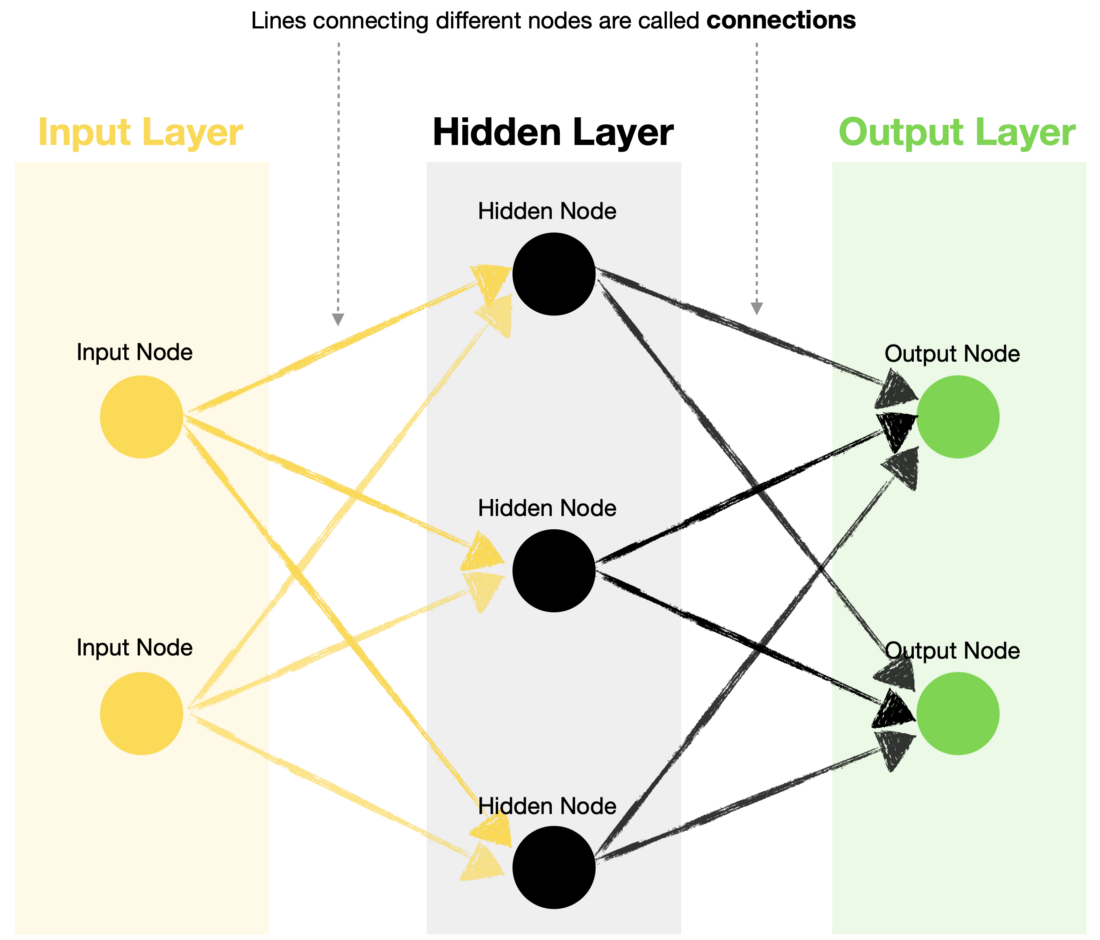 Lines connecting different nodes are called connections
Input Layer
Hidden Layer
Output Layer
Hidden Node
Input Node
Output Node
Hidden Node
Input Node
Output Node
Hidden Node